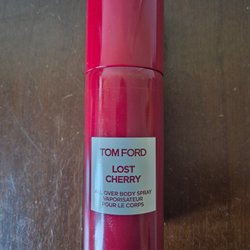 TOM FORD
LOST
CHERRY
ALL OVER BODY SPRAY
VAPORISATEUR
POUR LE CORPS